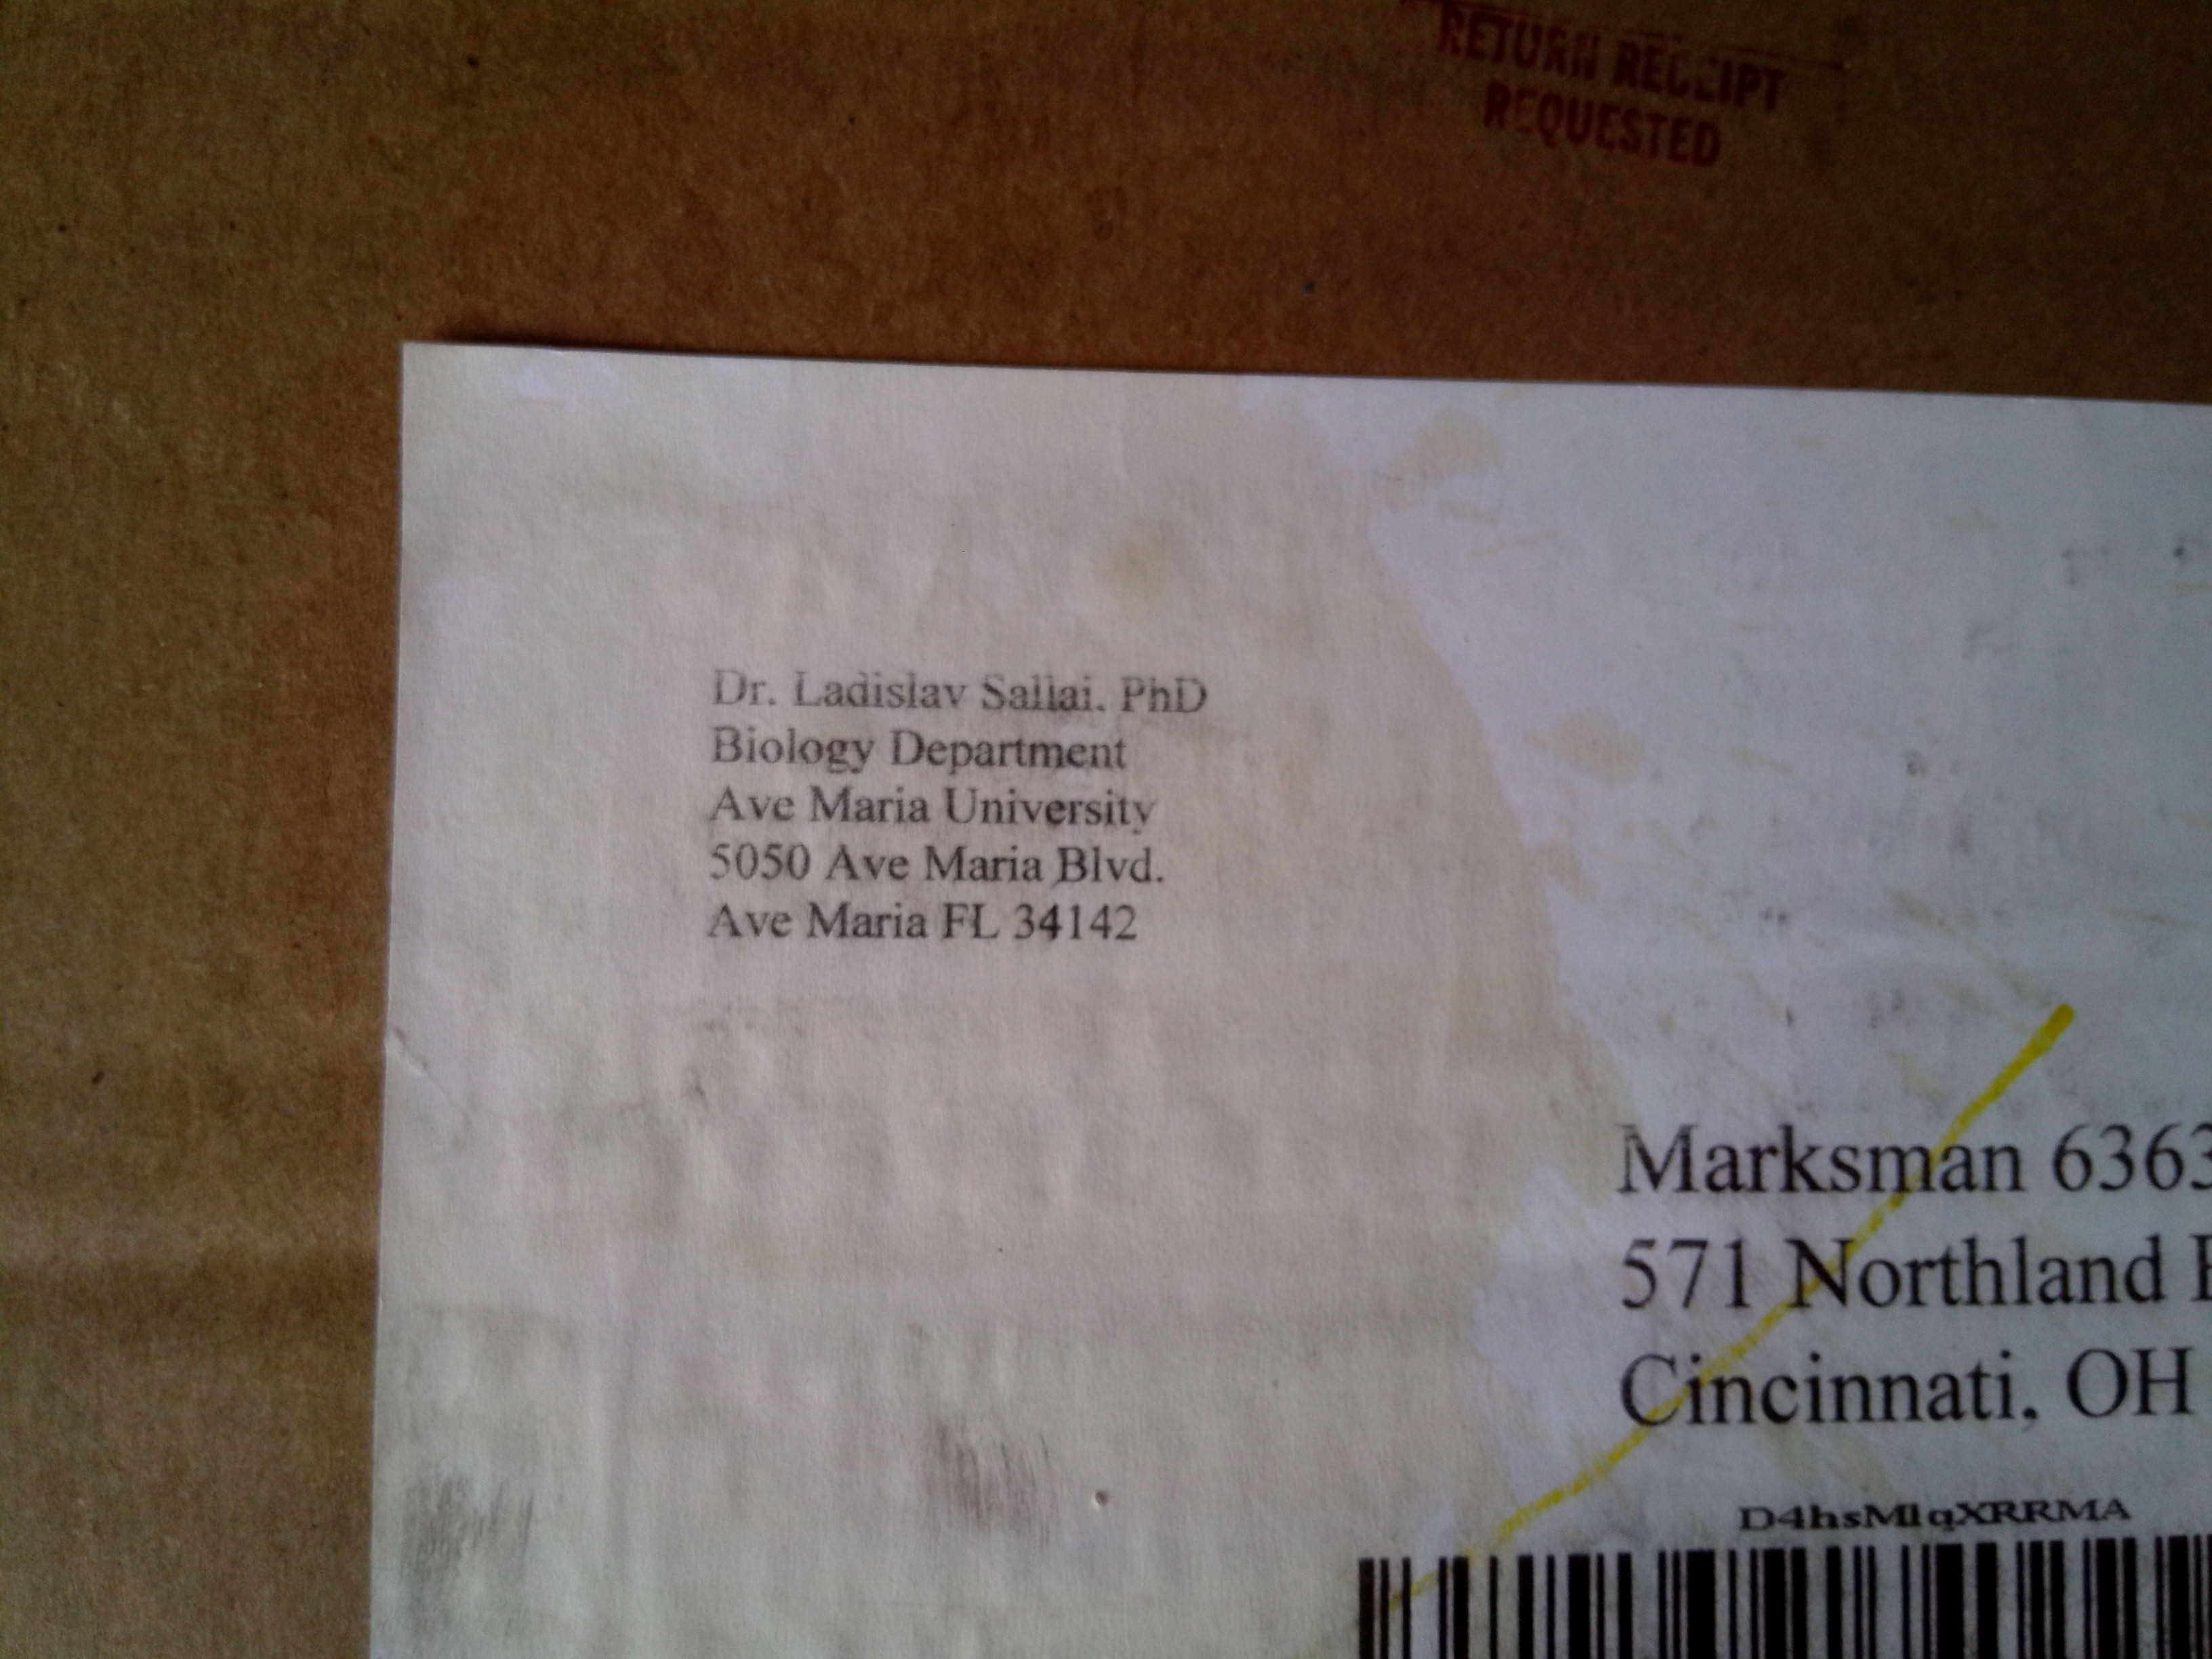 RETURN RECEIPT
REQUESTED
Dr. Ladislav Sallai, PhD
Biology Department
Ave Maria University
5050 Ave Maria Blvd.
Ave Maria FL 34142
Marksman 6363
571 Northland
Cincinnati, OH
D4hsMlqXRRMA